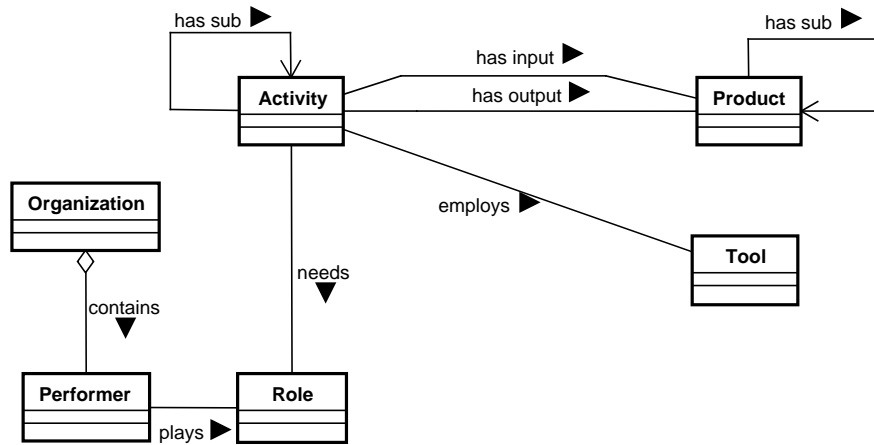 has sub
has sub
has input
Activity
has output
Product
Organization
employs
Tool
needs
contains
Performer
Role
plays